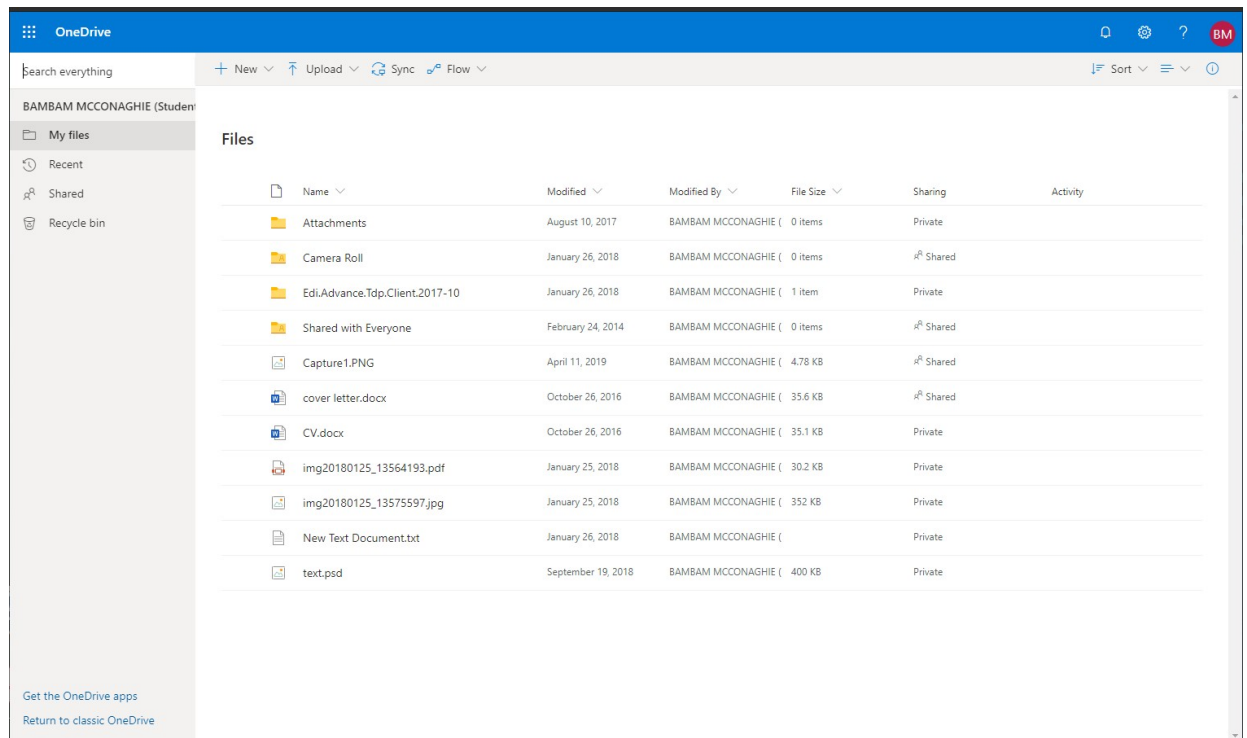 OneDrive
? BM
Search everything
New Upload Sync Flow
Sort
BAMBAM MCCONAGHIE (Student
My files
Recent
Shared
Recycle bin
Files
Name Modified Modified By File Size Sharing Activity
Attachments August 10, 2017 BAMBAM MCCONAGHIE ( 0 items Private
Camera Roll January 26, 2018 BAMBAM MCCONAGHIE ( 0 items Shared
Edi.Advance.Tdp.Client.2017-10 January 26, 2018 BAMBAM MCCONAGHIE ( 1 item Private
Shared with Everyone February 24, 2014 BAMBAM MCCONAGHIE ( 0 items Shared
Capture1.PNG April 11, 2019 BAMBAM MCCONAGHIE ( 4.78 KB Shared
cover letter.docx October 26, 2016 BAMBAM MCCONAGHIE ( 35.6 KB Shared
CV.docx October 26, 2016 BAMBAM MCCONAGHIE ( 35.1 KB Private
img20180125_13564193.pdf January 25, 2018 BAMBAM MCCONAGHIE ( 30.2 KB Private
img20180125_13575597.jpg January 25, 2018 BAMBAM MCCONAGHIE ( 352 KB Private
New Text Document.txt January 26, 2018 BAMBAM MCCONAGHIE ( Private
text.psd September 19, 2018 BAMBAM MCCONAGHIE ( 400 KB Private
Get the OneDrive apps
Return to classic OneDrive